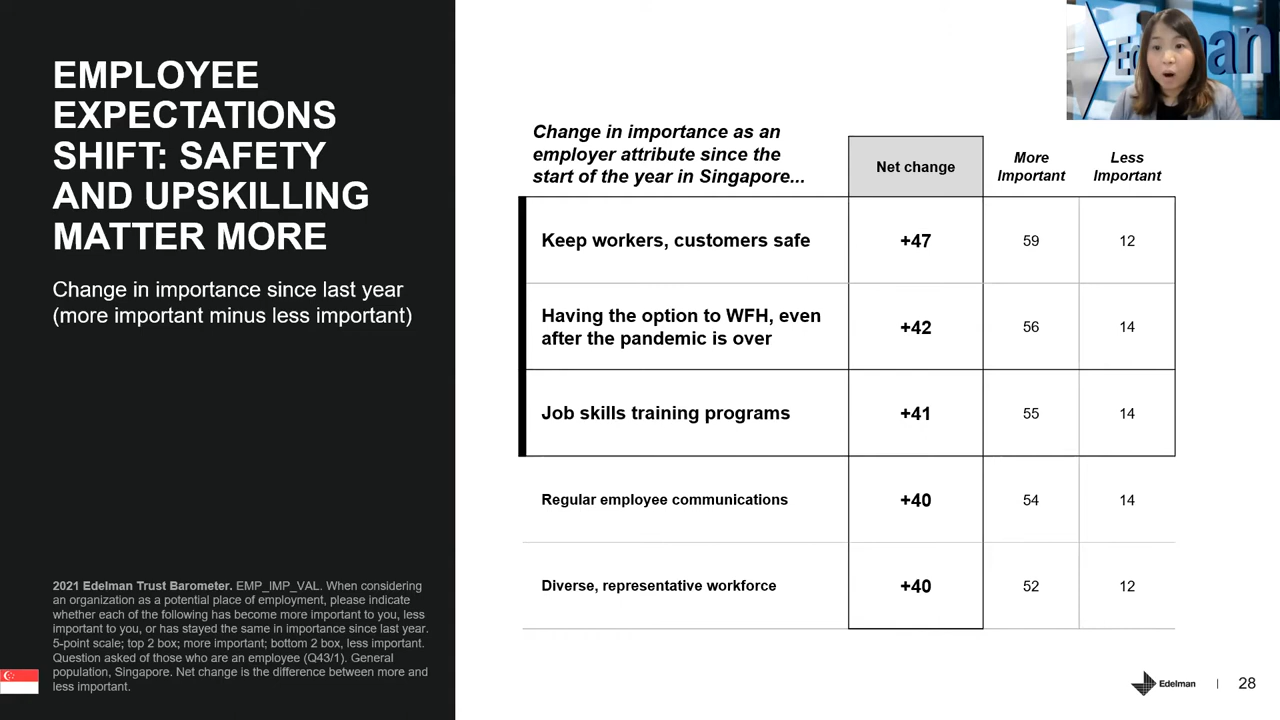 EMPLOYEE
EXPECTATIONS
SHIFT: SAFETY
AND UPSKILLING
MATTER MORE
Change in importance since last year
(more important minus less important)
2021 Edelman Trust Barometer. EMP_IMP_VAL. When considering
an organization as a potential place of employment, please indicate
whether each of the following has become more important to you, less
important to you, or has stayed the same in importance since last year.
5-point scale; top 2 box; more important; bottom 2 box, less important.
Question asked of those who are an employee (Q43/1). General
population, Singapore. Net change is the difference between more and
less important.
Change in importance as an
employer attribute since the
start of the year in Singapore...
Net change
More
Important
Less
Important
Keep workers, customers safe
+47
59
12
Having the option to WFH, even
after the pandemic is over
+42
56
14
Job skills training programs
+41
55
14
Regular employee communications
+40
54
14
Diverse, representative workforce
+40
52
12
Edelman
28